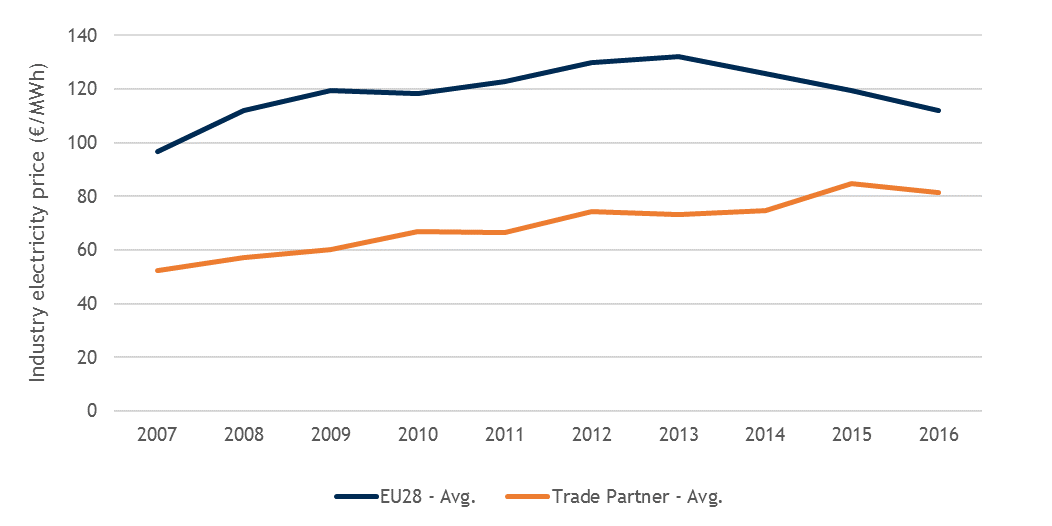 Industry electricity price (€/MWh)
140
120
100
80
60
40
20
0
2007 2008 2009 2010 2011 2012 2013 2014 2015 2016
EU28 - Avg. Trade Partner - Avg.